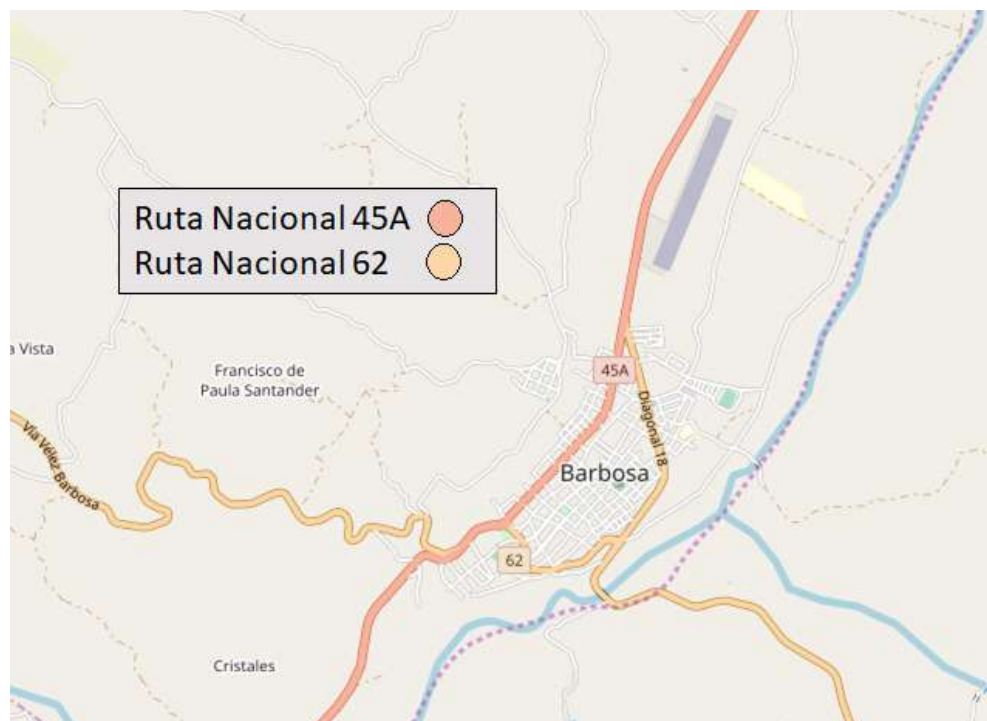 Ruta Nacional 45A
Ruta Nacional 62
a Vista
Francisco de
Paula Santander
45A
Diagonal 18
Vía Vélez Barbosa
Barbosa
62
Cristales